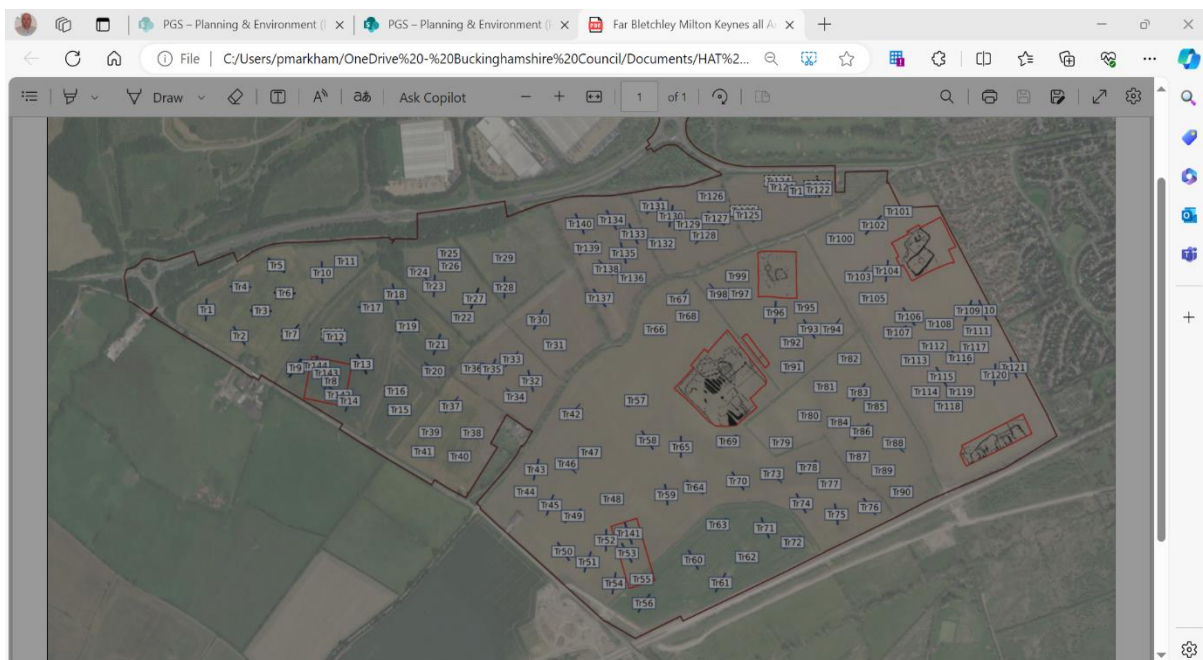 PGS – Planning & Environment (
PGS – Planning & Environment (
Far Bletchley Milton Keynes all A
File
C:/Users/pmarkham/OneDrive%20-%20Buckinghamshire%20Council/Documents/HAT%2...
Draw
Ask Copilot
1 of 1
Tr122
Tr126
Tr131 Tr130 Tr127 Tr125
Tr101
Tr140 Tr134 Tr129 Tr102
Tr133 Tr128
Tr139 Tr135 Tr132 Tr100
Tr25
Tr11 Tr26 Tr29
Tr5 Tr10 Tr24 Tr138 Tr136 Tr99 Tr103 Tr104
Tr4 Tr6 Tr18 Tr23 Tr27 Tr28 Tr137 Tr67 Tr98 Tr97 Tr105
Tr1 Tr3 Tr17 Tr22 Tr30 Tr68 Tr96 Tr95 Tr109 10
Tr2 Tr7 Tr12 Tr19 Tr66 Tr93 Tr94 Tr106 Tr108
Tr21 Tr31 Tr92 Tr107 Tr111
Tr33 Tr82 Tr112 Tr117
Tr9 Tr144 Tr13 Tr20 Tr36 Tr35 Tr91 Tr113 Tr116
Tr143 Tr8 Tr32 Tr81 Tr83 Tr115 Tr120 Tr121
Tr14 Tr16 Tr34 Tr57 Tr114 Tr119
Tr15 Tr37 Tr42 Tr80 Tr85 Tr118
Tr39 Tr38 Tr58 Tr69 Tr79 Tr84 Tr86
Tr41 Tr40 Tr47 Tr65 Tr88
Tr43 Tr46 Tr73 Tr78 Tr87 Tr89
Tr44 Tr45 Tr48 Tr59 Tr64 Tr70 Tr77 Tr90
Tr49 Tr74 Tr75 Tr76
Tr141 Tr63 Tr71
Tr50 Tr52 Tr53 Tr72
Tr51 Tr60 Tr62
Tr54 Tr55 Tr61
Tr56